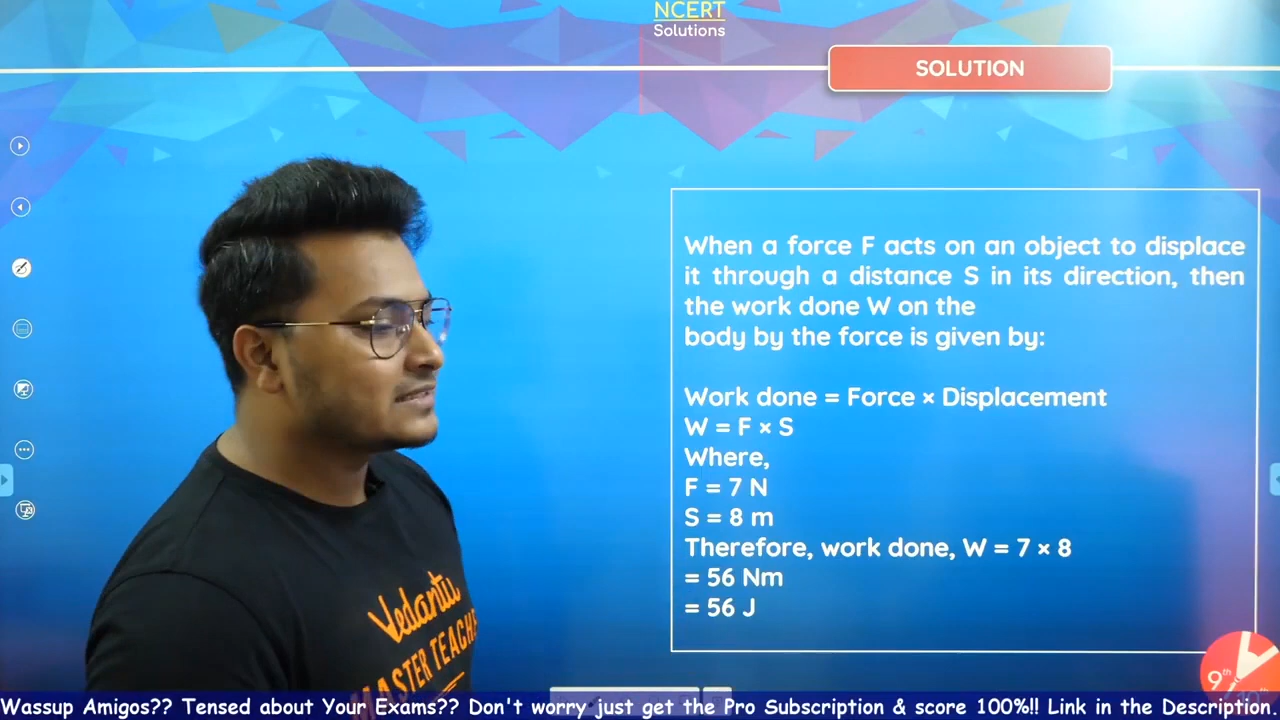 NCERT
Solutions
SOLUTION
When a force F acts on an object to displace
it through a distance S in its direction, then
the work done W on the
body by the force is given by:
Work done = Force × Displacement
W = F × S
Where,
F = 7 N
S = 8 m
Therefore, work done, W = 7 × 8
= 56 Nm
= 56 J
Vedantu
MASTER TEACH
9th
Wassup Amigos?? Tensed about Your Exams?? Don't worry just get the Pro Subscription & score 100%!! Link in the Description.